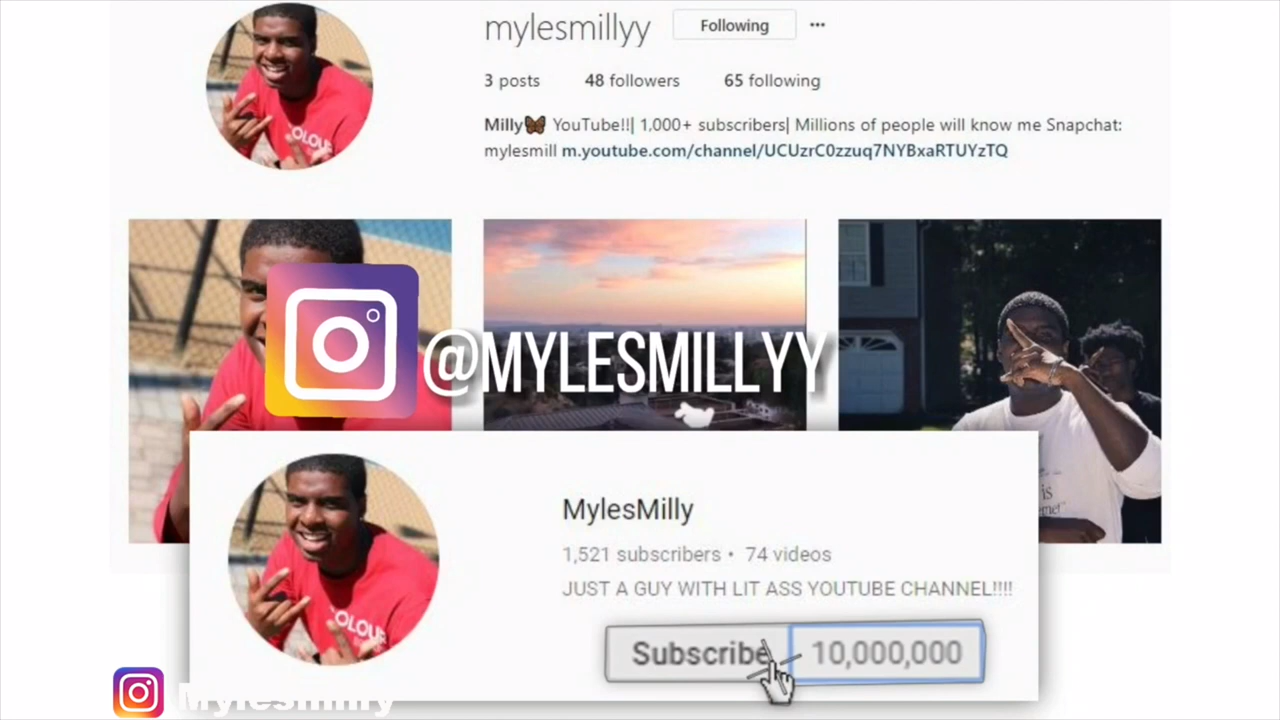 mylesmillyy Following ...
3 posts 48 followers 65 following
Milly🦋 YouTube!!| 1,000+ subscribers| Millions of people will know me Snapchat:
mylesmill m.youtube.com/channel/UCUzrC0zzuq7NYBxaRTUYzTQ
@MYLESMILLYY
is
MylesMilly
1,521 subscribers • 74 videos
JUST A GUY WITH LIT ASS YOUTUBE CHANNEL!!!!
Subscribe 10,000,000
Mylesmilly